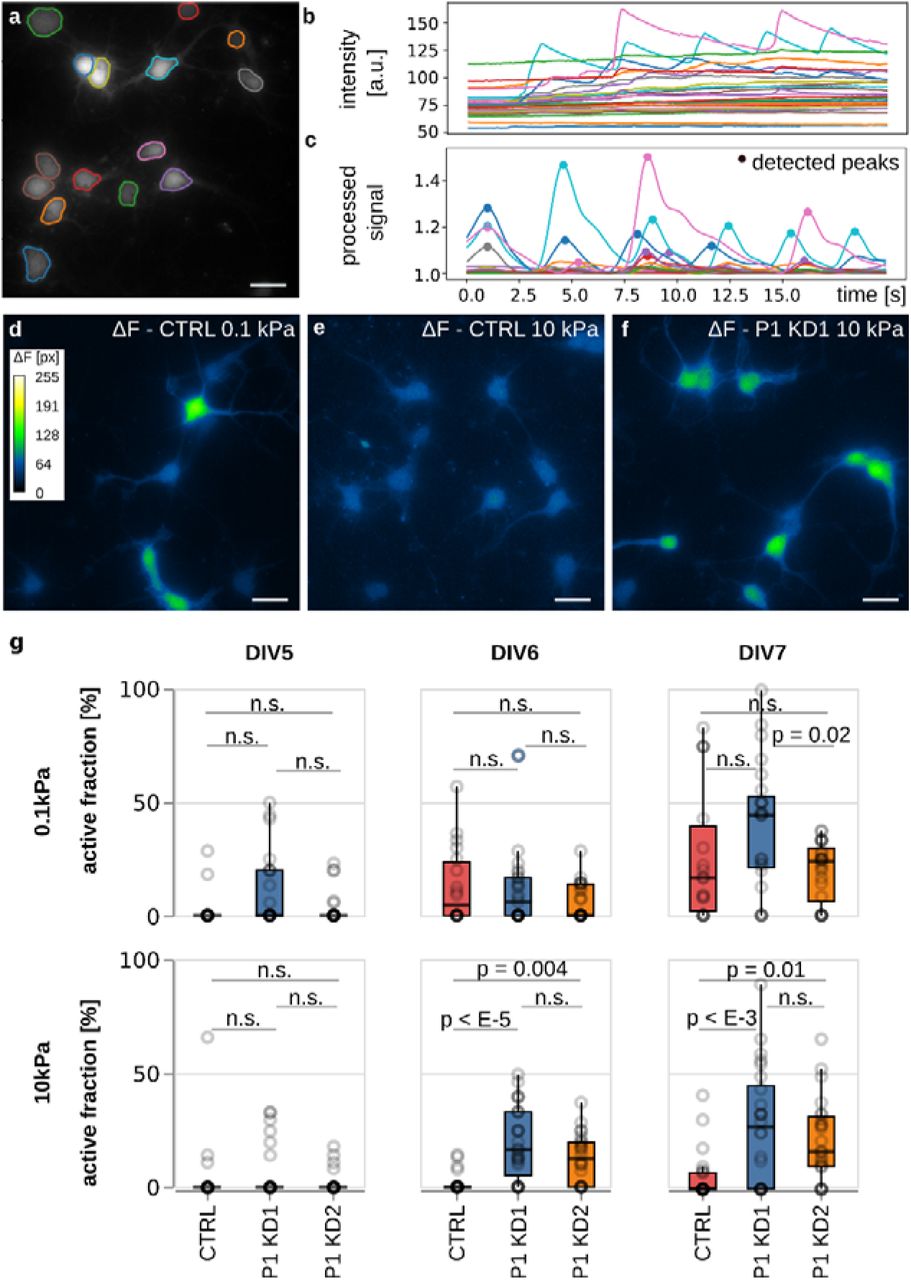 a
b
intensity
[a.u.]
150
125
100
75
50
c
processed
signal
detected peaks
1.4
1.2
1.0
0.0 2.5 5.0 7.5 10.0 12.5 15.0 time [s]
d ΔF - CTRL 0.1 kPa
ΔF [px]
255
191
128
64
0
e ΔF - CTRL 10 kPa
f ΔF - P1 KD1 10 kPa
g
DIV5 DIV6 DIV7
0.1kPa
active fraction [%]
100
50
0
n.s.
n.s.
n.s.
n.s.
n.s.
n.s.
n.s.
p = 0.02
n.s.
10kPa
active fraction [%]
100
50
0
n.s.
n.s.
n.s.
p = 0.004
n.s.
p < E-5
p = 0.01
n.s.
p < E-3
CTRL P1 KD1 P1 KD2
CTRL P1 KD1 P1 KD2
CTRL P1 KD1 P1 KD2